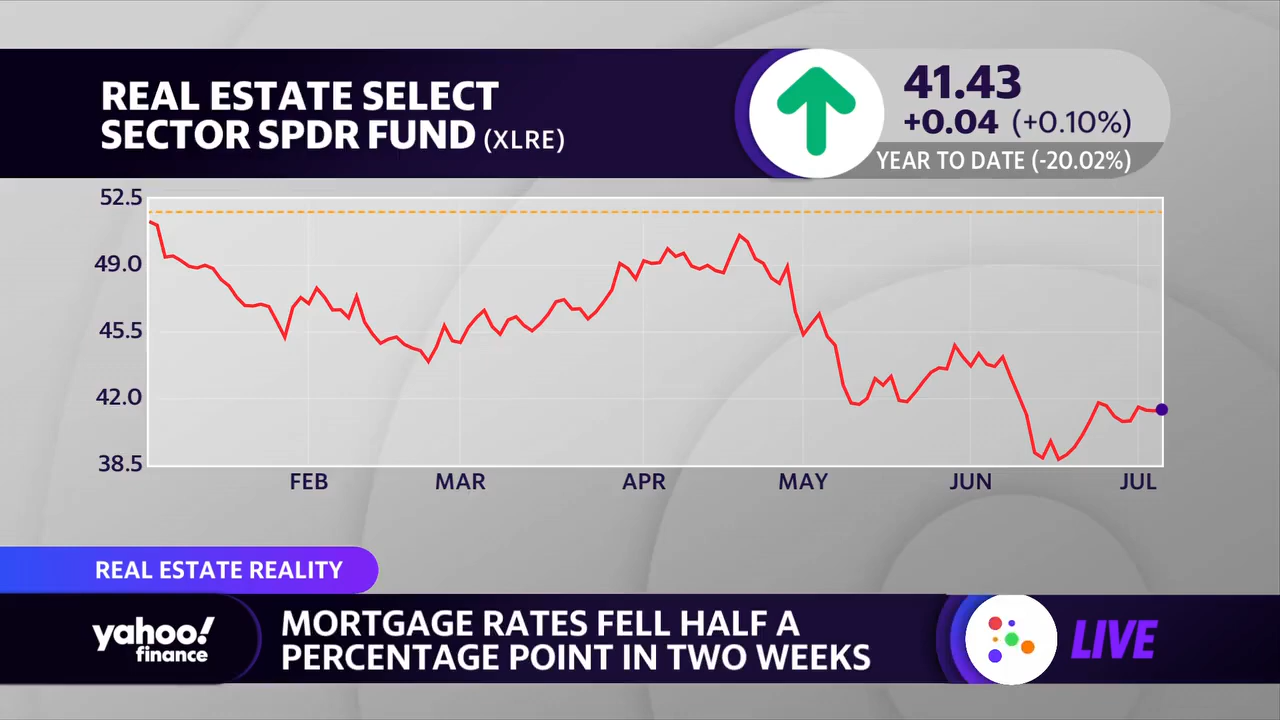 REAL ESTATE SELECT
SECTOR SPDR FUND (XLRE)
41.43
+0.04 (+0.10%)
YEAR TO DATE (-20.02%)
52.5
49.0
45.5
42.0
38.5
FEB MAR APR MAY JUN JUL
REAL ESTATE REALITY
yahoo!
finance
MORTGAGE RATES FELL HALF A
PERCENTAGE POINT IN TWO WEEKS
LIVE